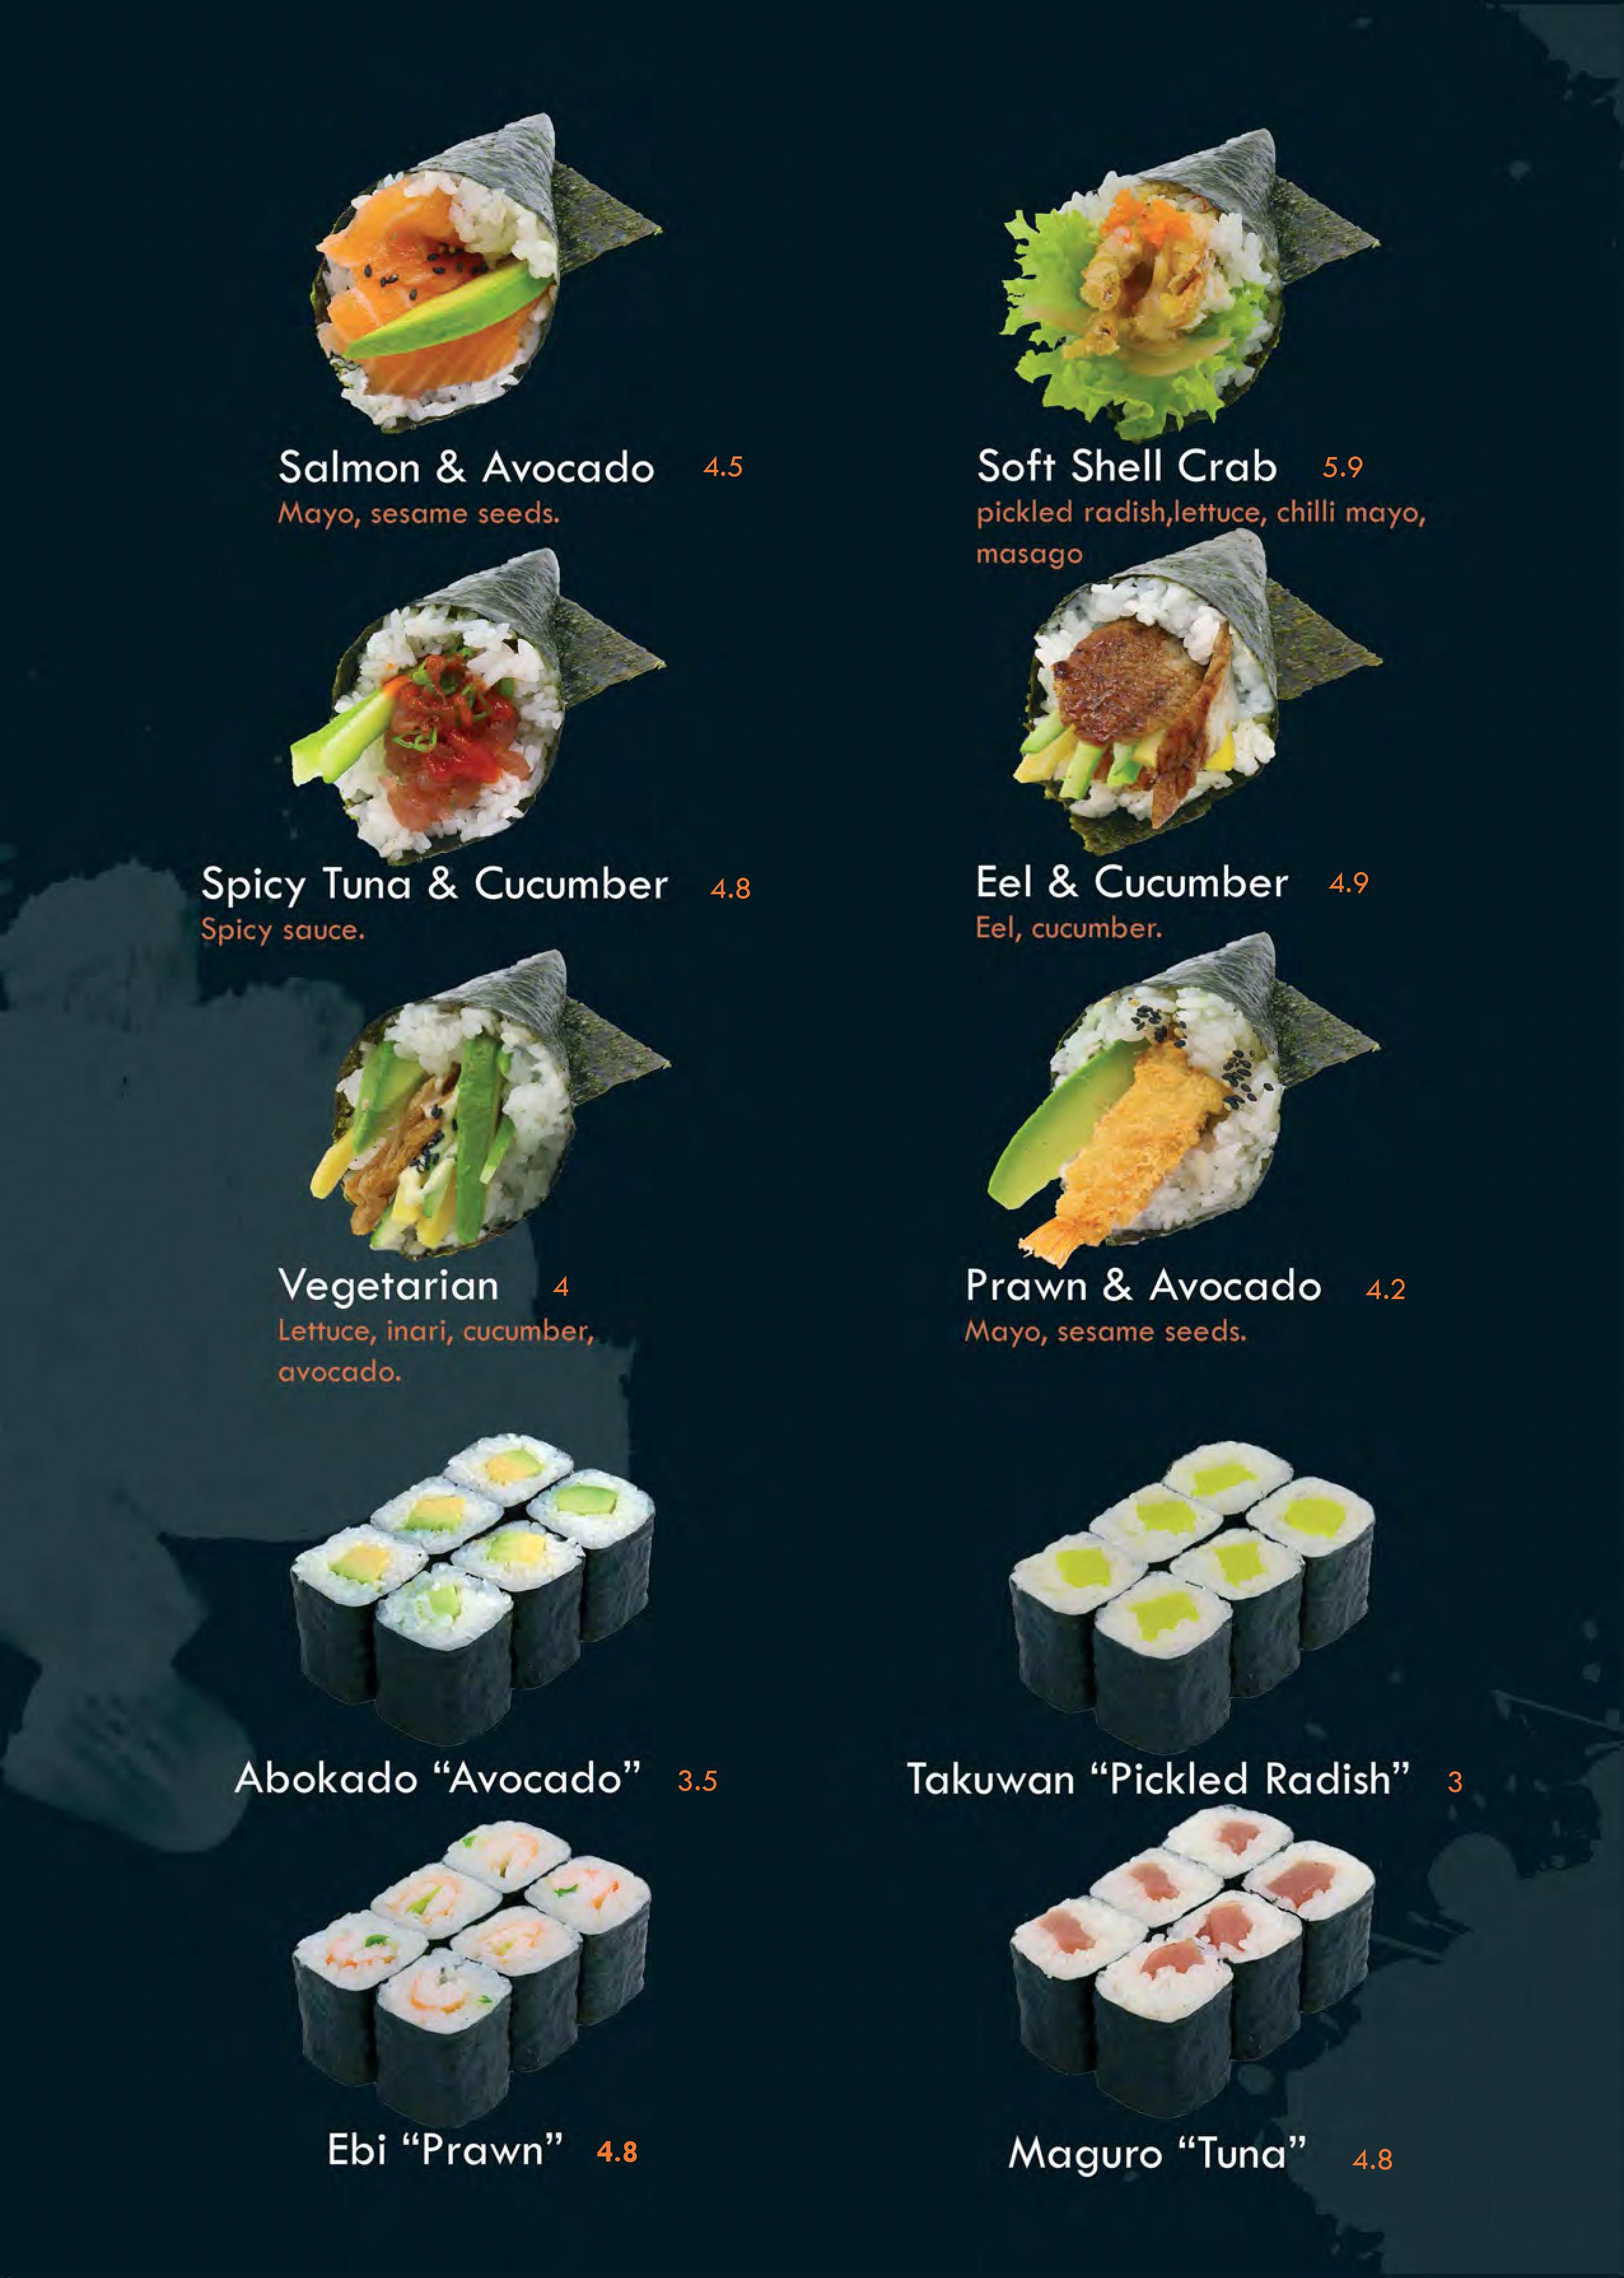 Salmon & Avocado 4.5
Mayo, sesame seeds.
Soft Shell Crab 5.9
pickled radish,lettuce, chilli mayo,
masago
Spicy Tuna & Cucumber 4.8
Spicy sauce.
Eel & Cucumber 4.9
Eel, cucumber.
Vegetarian 4
Lettuce, inari, cucumber,
avocado.
Prawn & Avocado 4.2
Mayo, sesame seeds.
Abokado “Avocado” 3.5
Takuwan “Pickled Radish” 3
Ebi “Prawn” 4.8
Maguro “Tuna” 4.8